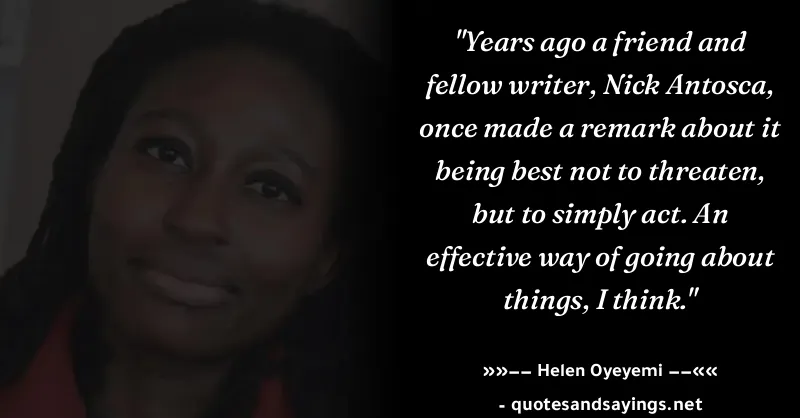 "Years ago a friend and
fellow writer, Nick Antosca,
once made a remark about it
being best not to threaten,
but to simply act. An
effective way of going about
things, I think."
»»−− Helen Oyeyemi −−««
- quotesandsayings.net